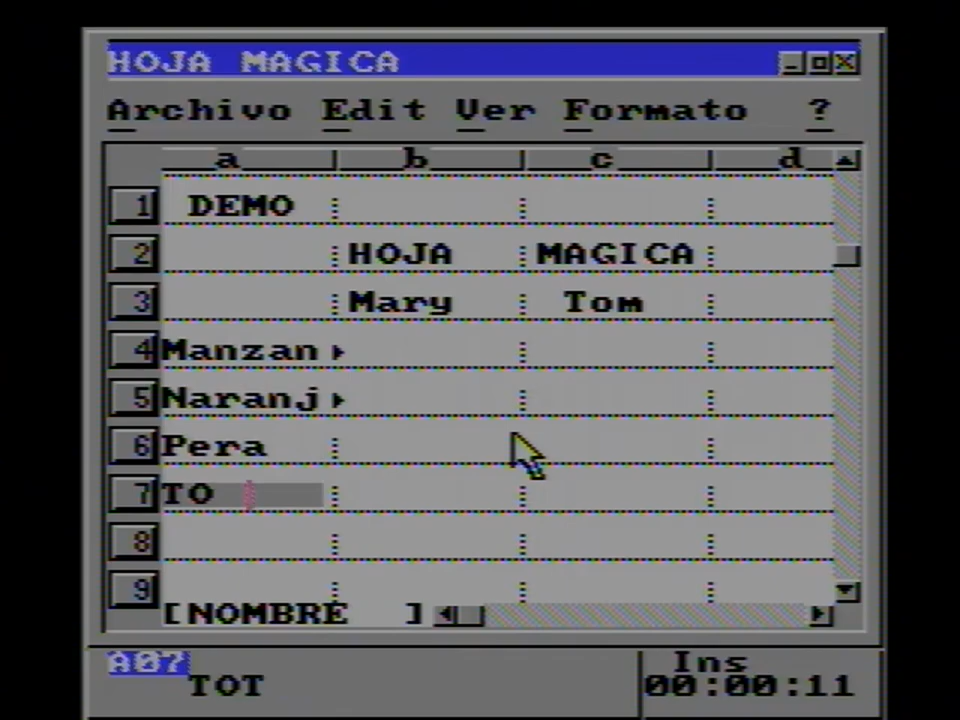 HOJA MAGICA
Archivo Edit Ver Formato ?
a b c d
1 DEMO
2 HOJA MAGICA
3 Mary Tom
4 Manzan
5 Naranj
6 Pera
7 TO
8
9
[NOMBRE ]
A07 Ins
TOT 00:00:11